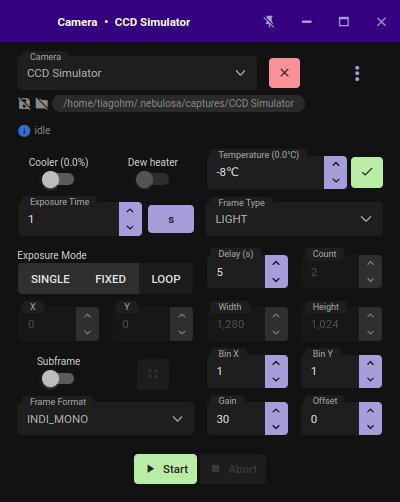 Camera • CCD Simulator
Camera
CCD Simulator
/home/tiagohm/.nebulosa/captures/CCD Simulator
idle
Cooler (0.0%)
Dew heater
Temperature (0.0°C)
-8°C
Exposure Time
1
s
Frame Type
LIGHT
Exposure Mode
SINGLE
FIXED
LOOP
Delay (s)
5
Count
2
X
0
Y
0
Width
1,280
Height
1,024
Subframe
Bin X
1
Bin Y
1
Frame Format
INDI_MONO
Gain
30
Offset
0
Start
Abort